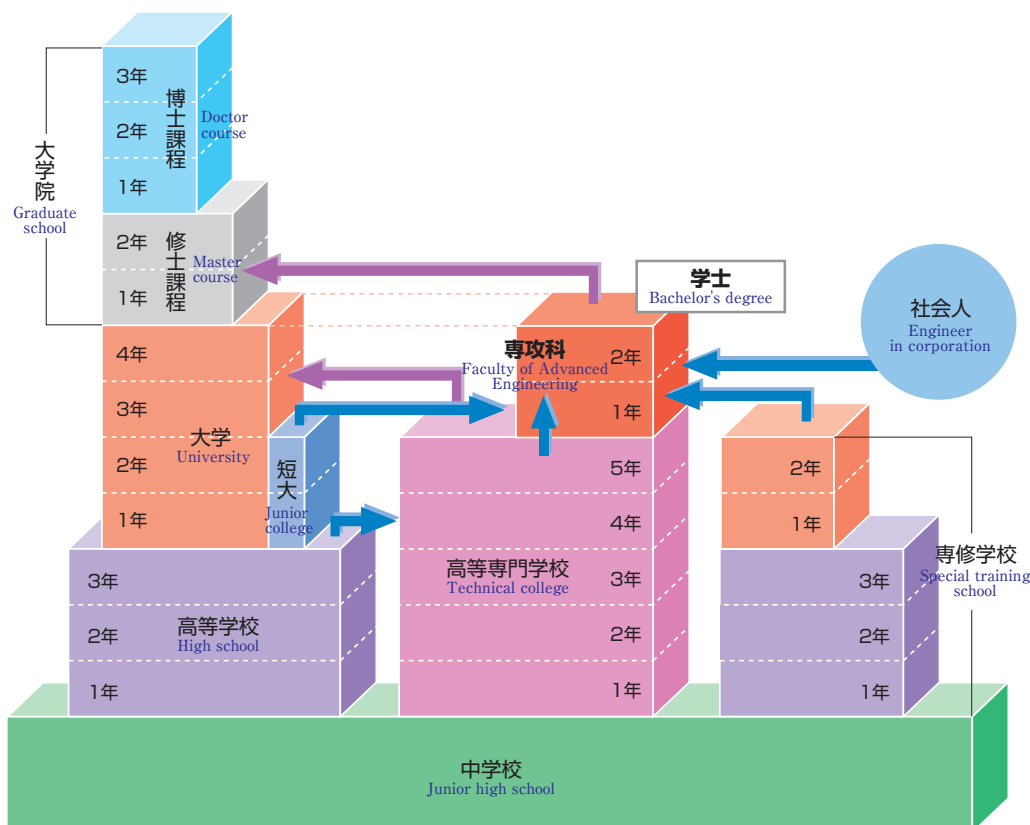 3年
2年
1年
博士課程
Doctor
course
大学院
Graduate
school
2年
1年
修士課程
Master
course
学士
Bachelor's degree
社会人
Engineer
in corporation
4年
3年
2年
1年
大学
University
専攻科
Faculty of Advanced
Engineering
2年
1年
短大
Junior
college
5年
4年
3年
2年
1年
高等専門学校
Technical college
2年
1年
専修学校
Special training
school
3年
2年
1年
高等学校
High school
3年
2年
1年
中学校
Junior high school